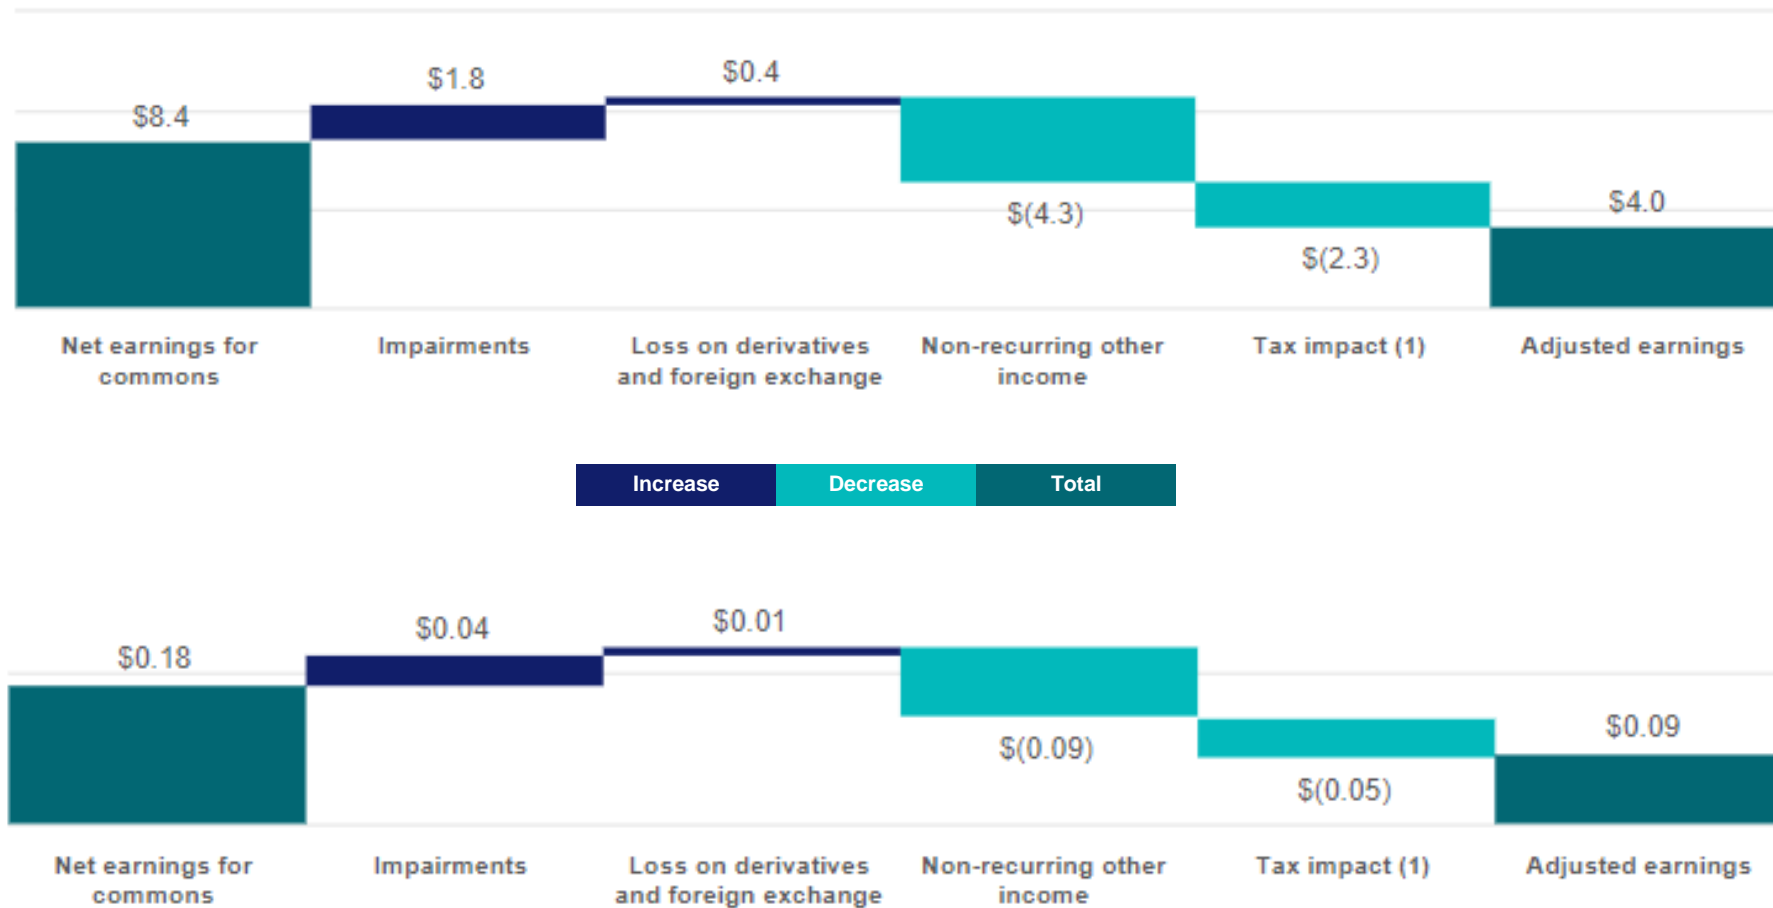 $8.4
$1.8
$0.4
$(4.3)
$(2.3)
$4.0
Net earnings for
commons
Impairments
Loss on derivatives
and foreign exchange
Non-recurring other
income
Tax impact (1)
Adjusted earnings
Increase
Decrease
Total
$0.18
$0.04
$0.01
$(0.09)
$(0.05)
$0.09
Net earnings for
commons
Impairments
Loss on derivatives
and foreign exchange
Non-recurring other
income
Tax impact (1)
Adjusted earnings